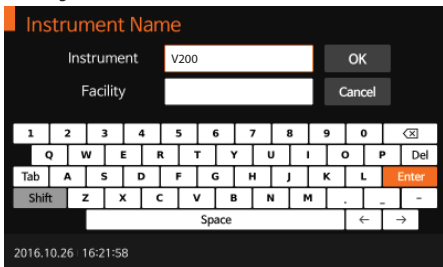 Instrument Name
Instrument V200 OK
Facility Cancel
1 2 3 4 5 6 7 8 9 0
Q W E R T Y U I O P Del
Tab A S D F G H J K L Enter
Shift Z X C V B N M . _ -
Space ← →
2016.10.26 16:21:58